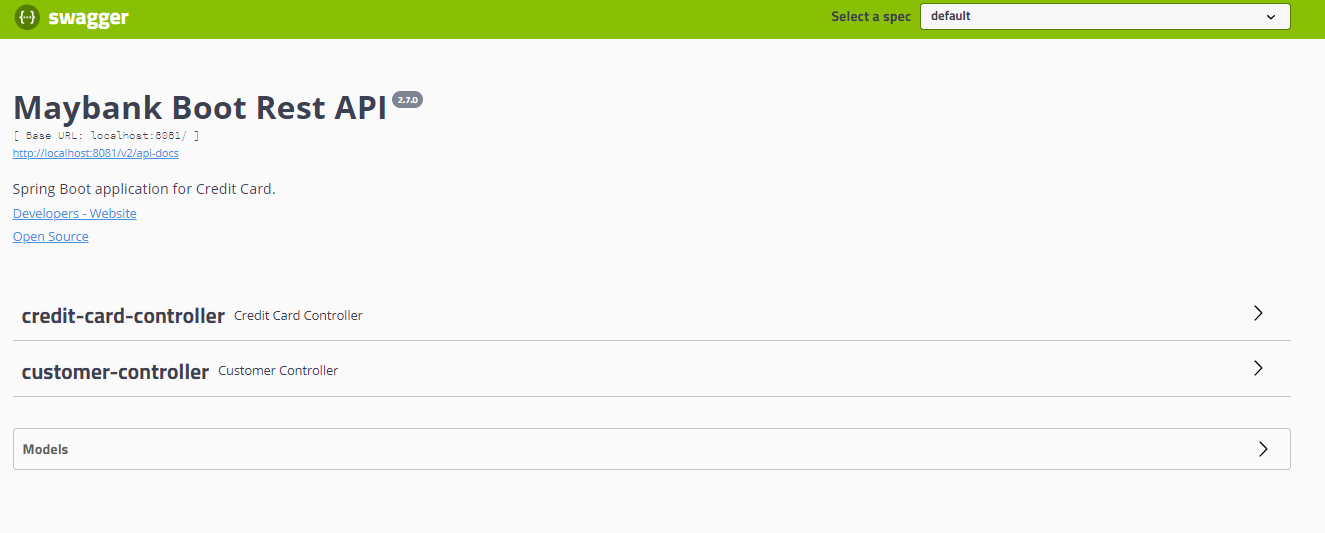 swagger
Select a spec default
Maybank Boot Rest API 2.7.0
[ Base URL: localhost:8081/ ]
http://localhost:8081/v2/api-docs
Spring Boot application for Credit Card.
Developers - Website
Open Source
credit-card-controller Credit Card Controller
customer-controller Customer Controller
Models